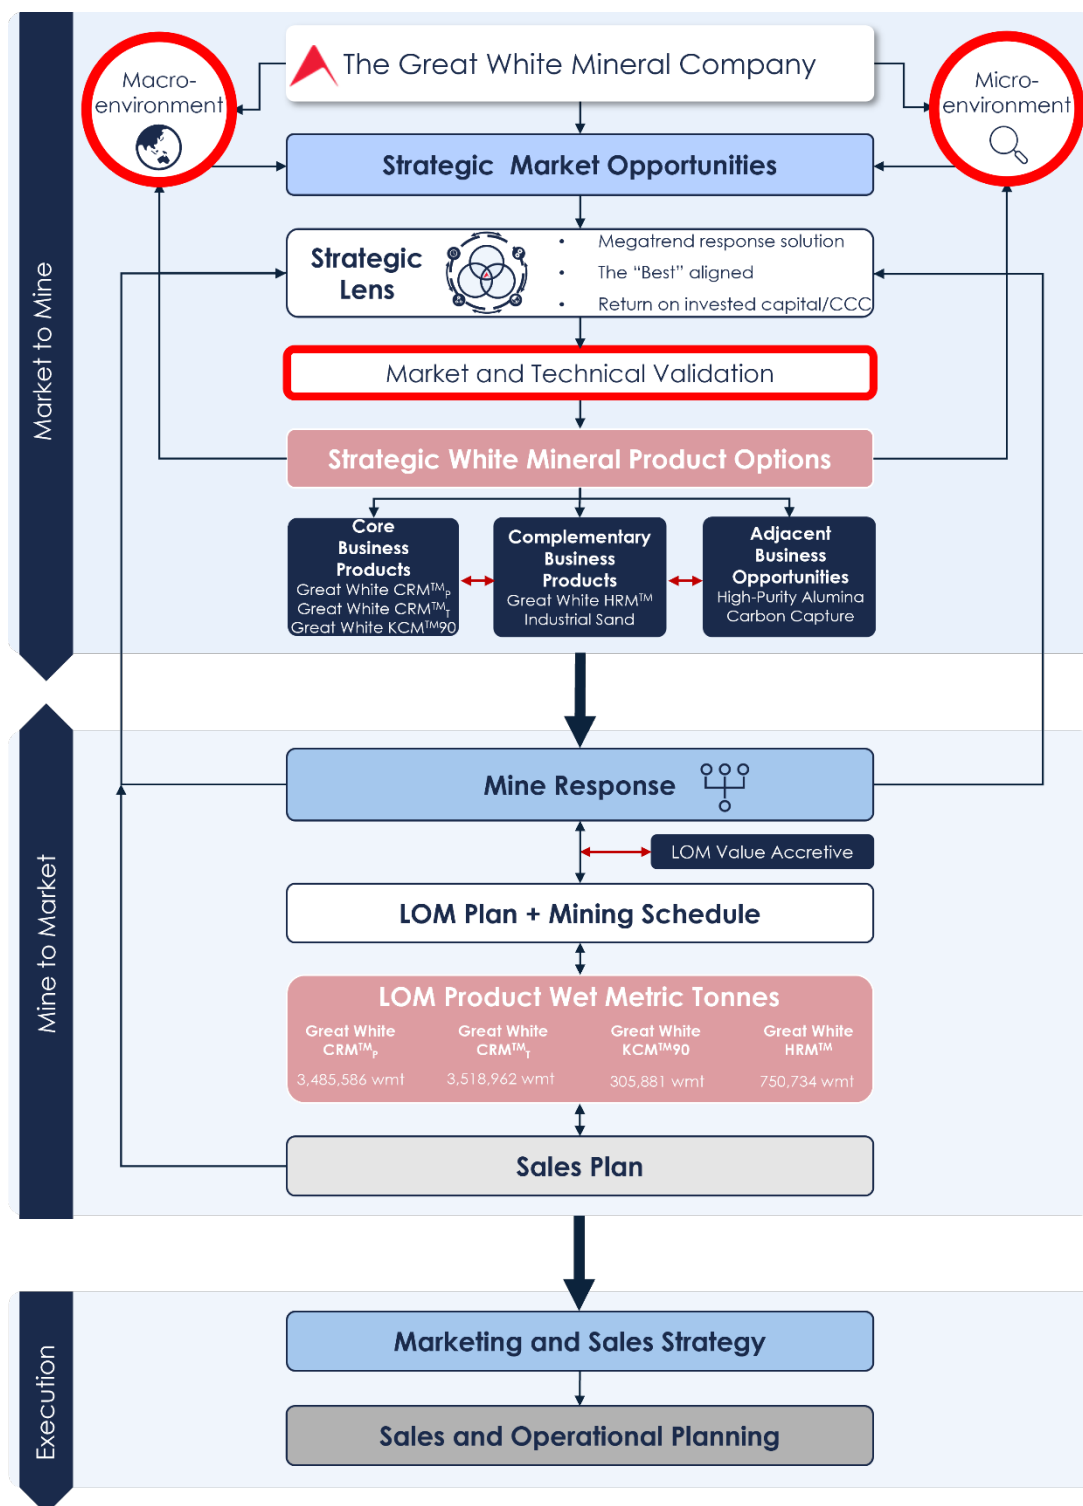 The Great White Mineral Company
Macro-
environment
Micro-
environment
Strategic Market Opportunities
Strategic
Lens
• Megatrend response solution
• The “Best” aligned
• Return on invested capital/CCC
Market and Technical Validation
Strategic White Mineral Product Options
Core
Business
Products
Great White CRM™P
Great White CRM™T
Great White KCM™90
Complementary
Business
Products
Great White HRM™
Industrial Sand
Adjacent
Business
Opportunities
High-Purity Alumina
Carbon Capture
Market to Mine
Mine Response
LOM Value Accretive
LOM Plan + Mining Schedule
LOM Product Wet Metric Tonnes
Great White
CRM™P
3,485,586 wmt
Great White
CRM™T
3,518,962 wmt
Great White
KCM™90
305,881 wmt
Great White
HRM™
750,734 wmt
Sales Plan
Mine to Market
Marketing and Sales Strategy
Sales and Operational Planning
Execution